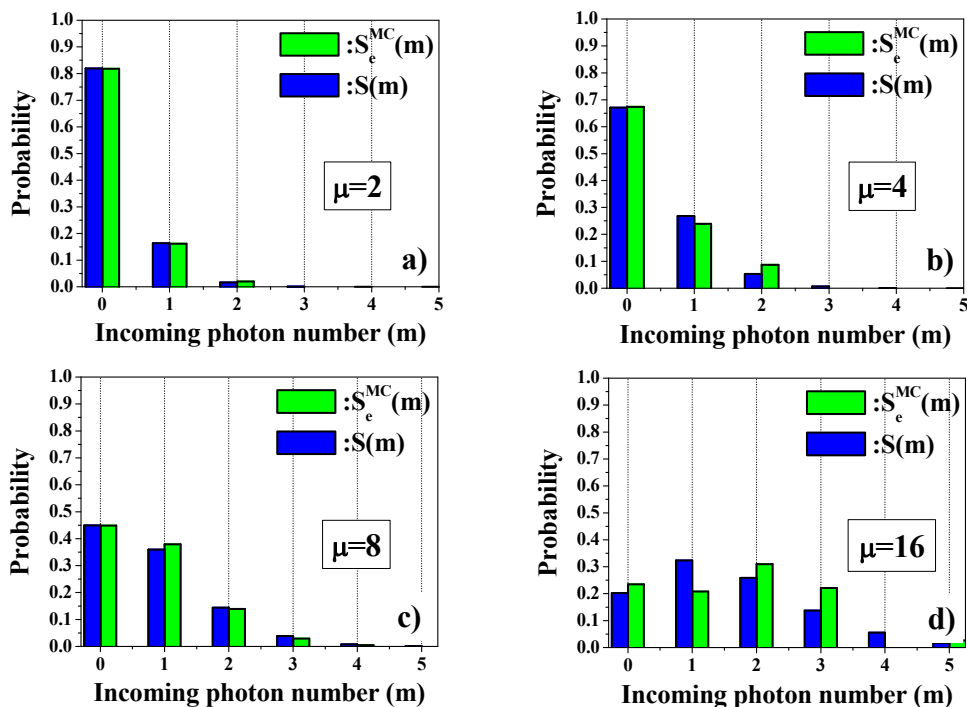 1.0
0.9
0.8
0.7
0.6
0.5
0.4
0.3
0.2
0.1
0.0
Probability
:S_e^MC(m)
:S(m)
μ=2
a)
0 1 2 3 4 5
Incoming photon number (m)
1.0
0.9
0.8
0.7
0.6
0.5
0.4
0.3
0.2
0.1
0.0
Probability
:S_e^MC(m)
:S(m)
μ=4
b)
0 1 2 3 4 5
Incoming photon number (m)
1.0
0.9
0.8
0.7
0.6
0.5
0.4
0.3
0.2
0.1
0.0
Probability
:S_e^MC(m)
:S(m)
μ=8
c)
0 1 2 3 4 5
Incoming photon number (m)
1.0
0.9
0.8
0.7
0.6
0.5
0.4
0.3
0.2
0.1
0.0
Probability
:S_e^MC(m)
:S(m)
μ=16
d)
0 1 2 3 4 5
Incoming photon number (m)